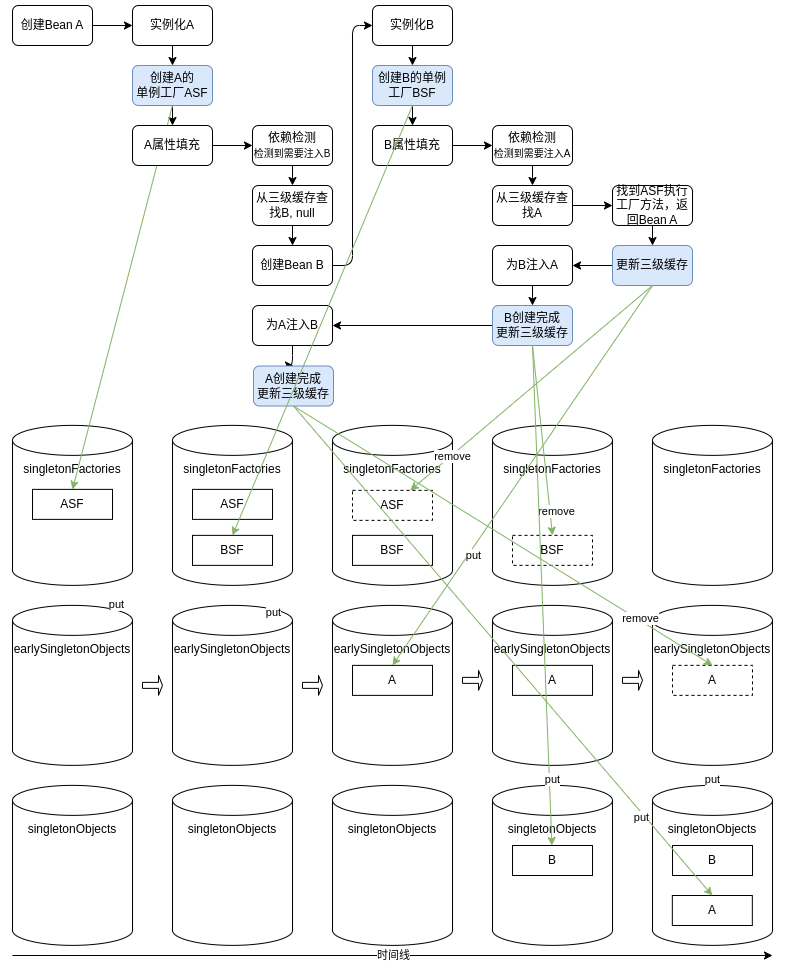 创建Bean A
实例化A
实例化B
创建A的
单例工厂ASF
创建B的单例
工厂BSF
A属性填充
依赖检测
检测到需要注入B
B属性填充
依赖检测
检测到需要注入A
从三级缓存查
找B, null
从三级缓存查
找A
找到ASF执行
工厂方法，返
回Bean A
创建Bean B
为B注入A
更新三级缓存
为A注入B
B创建完成
更新三级缓存
A创建完成
更新三级缓存
remove
singletonFactories
singletonFactories
singletonFactories
singletonFactories
singletonFactories
ASF
ASF
ASF
remove
BSF
BSF
BSF
put
put
put
remove
earlySingletonObjects
earlySingletonObjects
earlySingletonObjects
earlySingletonObjects
earlySingletonObjects
A
A
A
put
put
put
singletonObjects
singletonObjects
singletonObjects
singletonObjects
singletonObjects
B
B
A
时间线